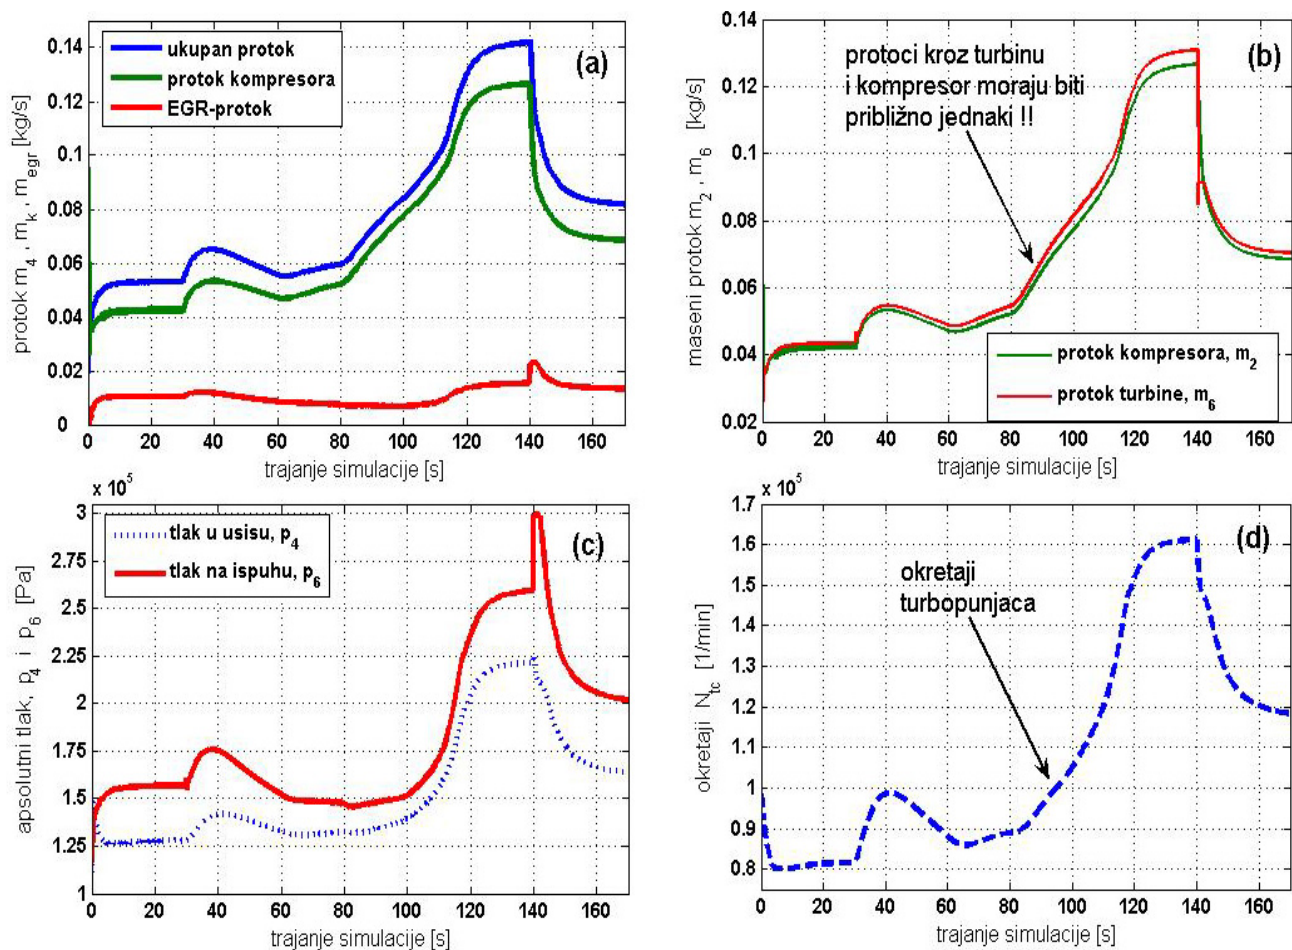 0.14
0.12
0.1
0.08
0.06
0.04
0.02
0
protok m4 , mk , megr [kg/s]
ukupan protok
protok kompresora
EGR-protok
(a)
0 20 40 60 80 100 120 140 160
trajanje simulacije [s]
0.14
0.12
0.1
0.08
0.06
0.04
0.02
maseni protok m2 , m6 [kg/s]
protoci kroz turbinu
i kompresor moraju biti
približno jednaki !!
(b)
protok kompresora, m2
protok turbine, m6
0 20 40 60 80 100 120 140 160
trajanje simulacije [s]
x 10^5
3
2.75
2.5
2.25
2
1.75
1.5
1.25
1
apsolutni tlak, p4 i p6 [Pa]
tlak u usisu, p4
tlak na ispuhu, p6
(c)
0 20 40 60 80 100 120 140 160
trajanje simulacije [s]
x 10^5
1.7
1.6
1.5
1.4
1.3
1.2
1.1
1
0.9
0.8
okretaji Ntc [1/min]
okretaji
turbopunjaca
(d)
0 20 40 60 80 100 120 140 160
trajanje simulacije [s]